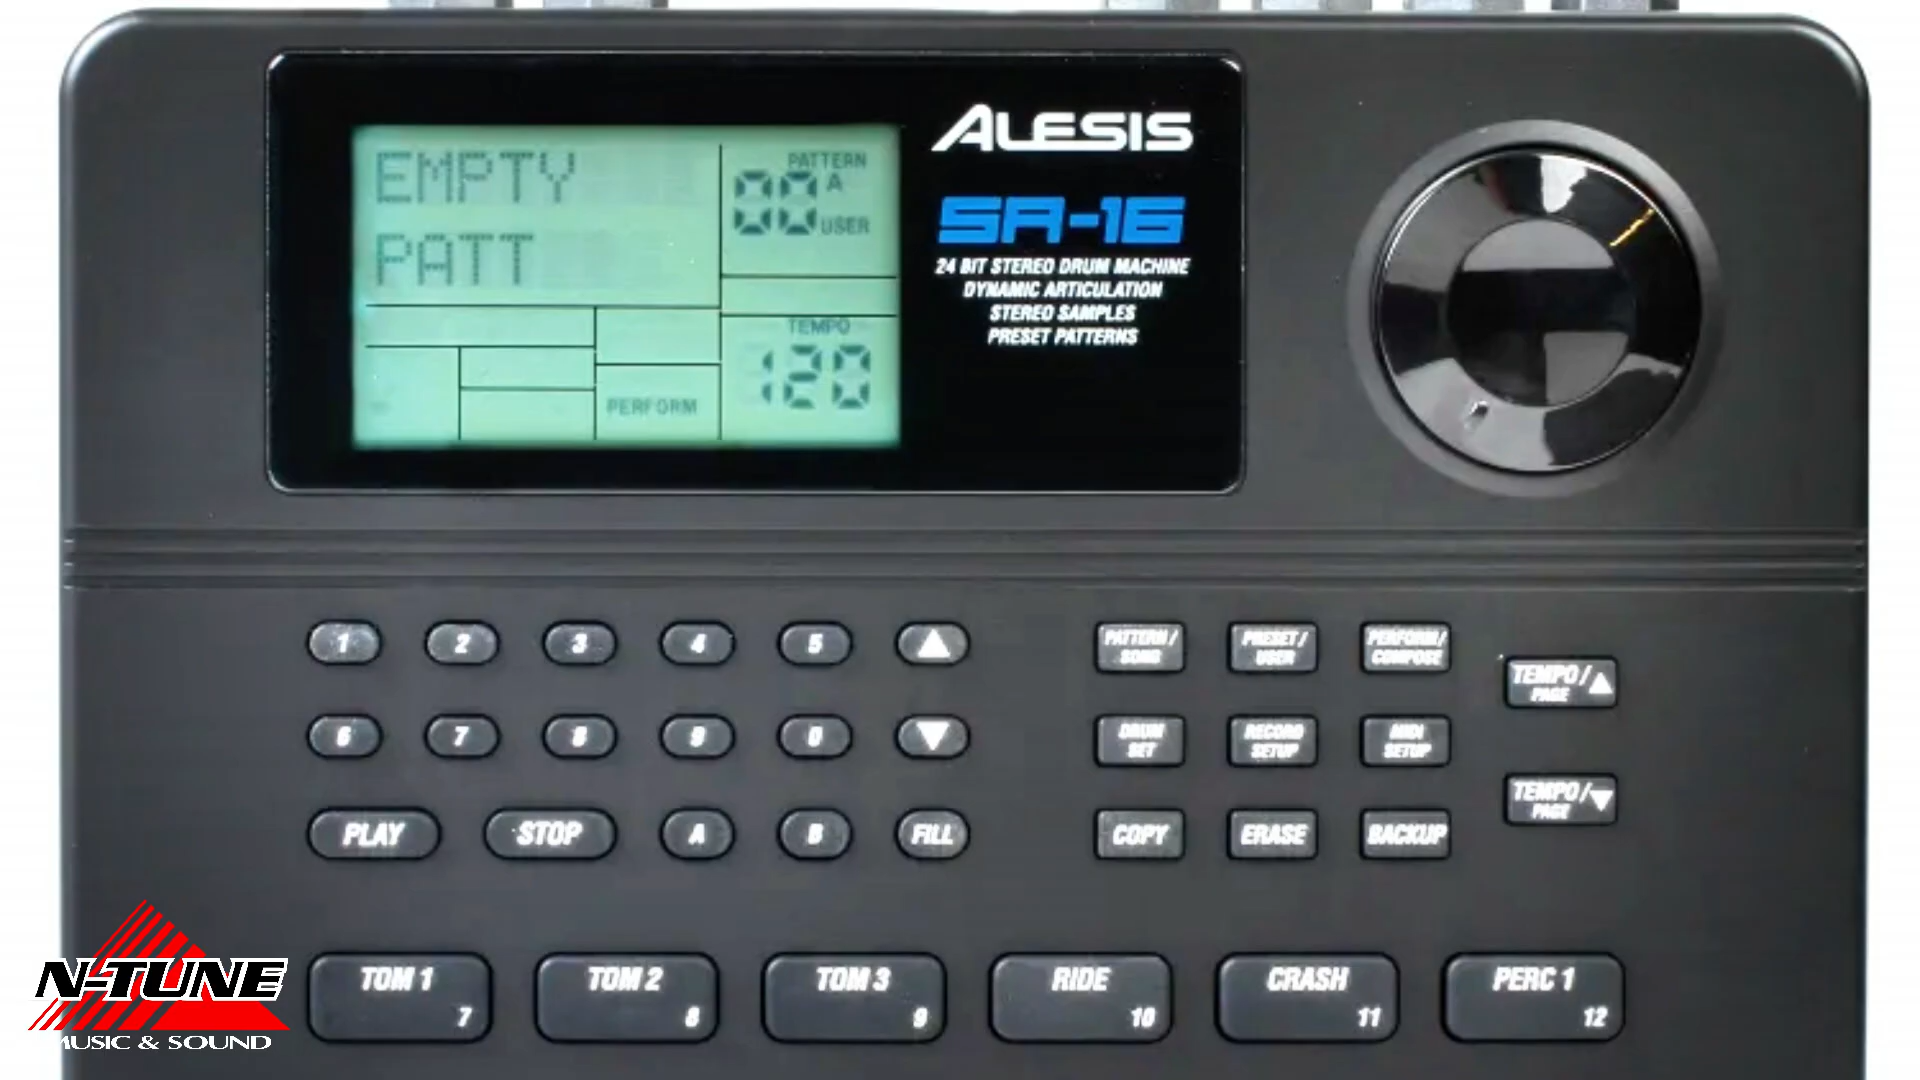 EMPTY
PATT
PATTERN
00 A
USER
TEMPO
120
PERFORM
ALESIS
SR-16
24 BIT STEREO DRUM MACHINE
DYNAMIC ARTICULATION
STEREO SAMPLES
PRESET PATTERNS
1 2 3 4 5
PATTERN/
SONG
PRESET/
USER
PERFORM/
COMPOSE
TEMPO/
PAGE
6 7 8 9 0
DRUM
SET
RECORD
SETUP
MIDI
SETUP
TEMPO/
PAGE
PLAY STOP A B FILL
COPY ERASE BACKUP
TOM 1
7
TOM 2
8
TOM 3
9
RIDE
10
CRASH
11
PERC 1
12
N-TUNE
MUSIC & SOUND